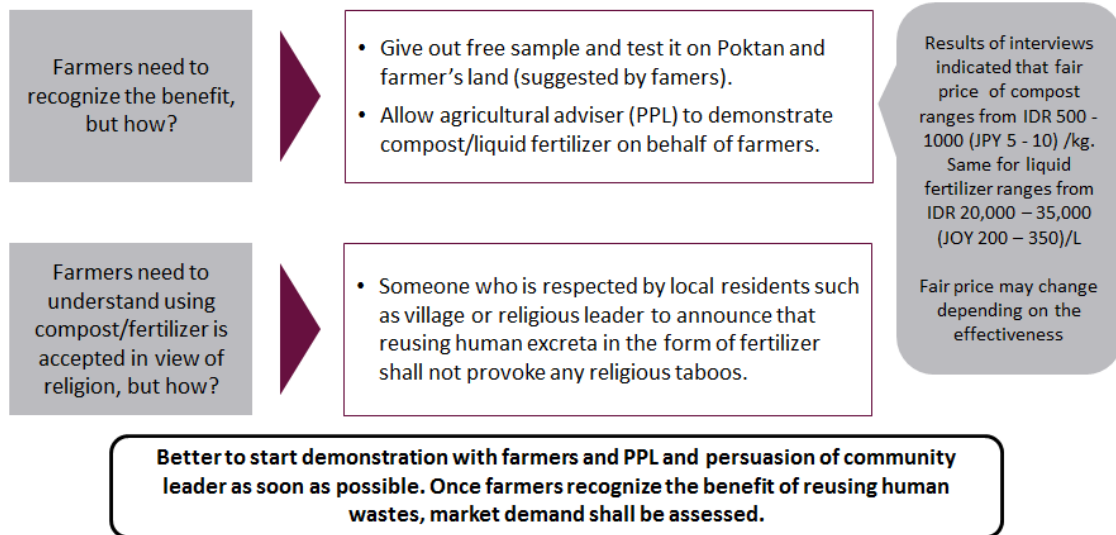 Farmers need to
recognize the benefit,
but how?
• Give out free sample and test it on Poktan and
farmer's land (suggested by famers).
• Allow agricultural adviser (PPL) to demonstrate
compost/liquid fertilizer on behalf of farmers.
Results of interviews
indicated that fair
price of compost
ranges from IDR 500 -
1000 (JPY 5 - 10) /kg.
Same for liquid
fertilizer ranges from
IDR 20,000 – 35,000
(JOY 200 – 350)/L
Fair price may change
depending on the
effectiveness
Farmers need to
understand using
compost/fertilizer is
accepted in view of
religion, but how?
• Someone who is respected by local residents such
as village or religious leader to announce that
reusing human excreta in the form of fertilizer
shall not provoke any religious taboos.
Better to start demonstration with farmers and PPL and persuasion of community
leader as soon as possible. Once farmers recognize the benefit of reusing human
wastes, market demand shall be assessed.